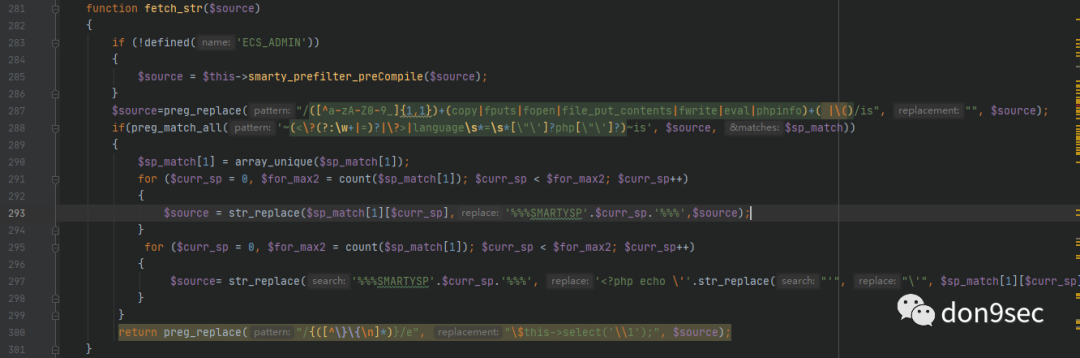 281 function fetch_str($source)
282 {
283 if (!defined( name: 'ECS_ADMIN'))
284 {
285 $source = $this->smarty_prefilter_preCompile($source);
286 }
287 $source=preg_replace( pattern: "/([^a-zA-Z0-9_]{1,1})+(copy|fputs|fopen|file_put_contents|fwrite|eval|phpinfo)+( |\()/is", replacement: "", $source);
288 if(preg_match_all( pattern: '~(<\?(?:\w+|=)?|\?>|language\s*=\s*[\"\']?php[\"\']?)~is', $source, &matches: $sp_match))
289 {
290 $sp_match[1] = array_unique($sp_match[1]);
291 for ($curr_sp = 0, $for_max2 = count($sp_match[1]); $curr_sp < $for_max2; $curr_sp++)
292 {
293 $source = str_replace($sp_match[1][$curr_sp], replace: '%%%SMARTYSP'.$curr_sp.'%%%',$source);
294 }
295 for ($curr_sp = 0, $for_max2 = count($sp_match[1]); $curr_sp < $for_max2; $curr_sp++)
296 {
297 $source= str_replace( search: '%%%SMARTYSP'.$curr_sp.'%%%', replace: '<?php echo \''.str_replace( search: "'", replace: "\'", $sp_match[1][$curr_sp]
298 }
299 }
300 return preg_replace( pattern: "/{([^\}\{\n]*)}/e", replacement: "\$this->select('\\1');", $source);
301 }
don9sec